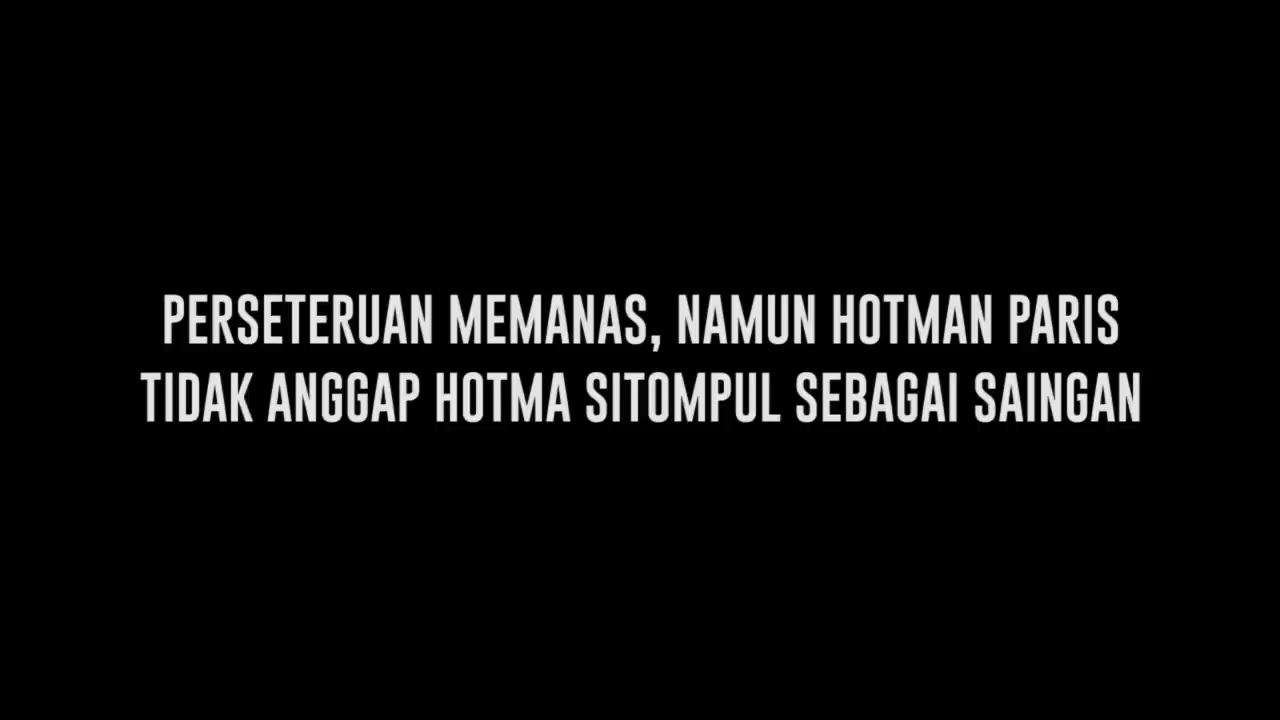 PERSETERUAN MEMANAS, NAMUN HOTMAN PARIS
TIDAK ANGGAP HOTMA SITOMPUL SEBAGAI SAINGAN